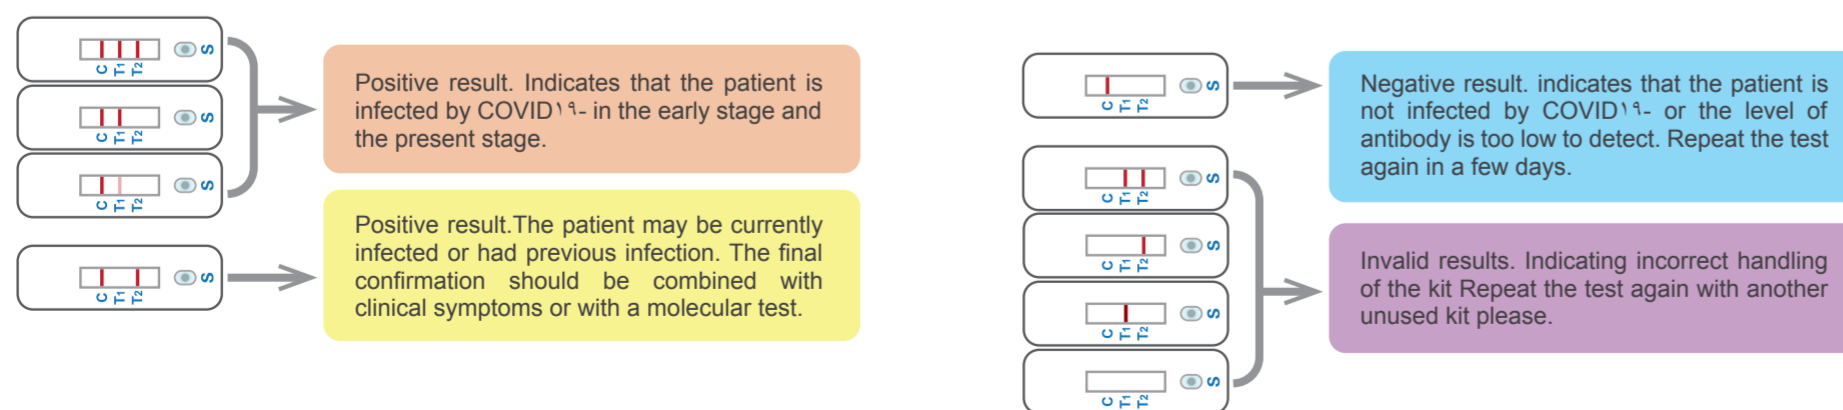 C T1 T2 S
C T1 T2 S
C T1 T2 S
Positive result. Indicates that the patient is
infected by COVID١٩- in the early stage and
the present stage.
C T1 T2 S
Positive result.The patient may be currently
infected or had previous infection. The final
confirmation should be combined with
clinical symptoms or with a molecular test.
C T1 T2 S
Negative result. indicates that the patient is
not infected by COVID١٩- or the level of
antibody is too low to detect. Repeat the test
again in a few days.
C T1 T2 S
C T1 T2 S
C T1 T2 S
C T1 T2 S
Invalid results. Indicating incorrect handling
of the kit Repeat the test again with another
unused kit please.